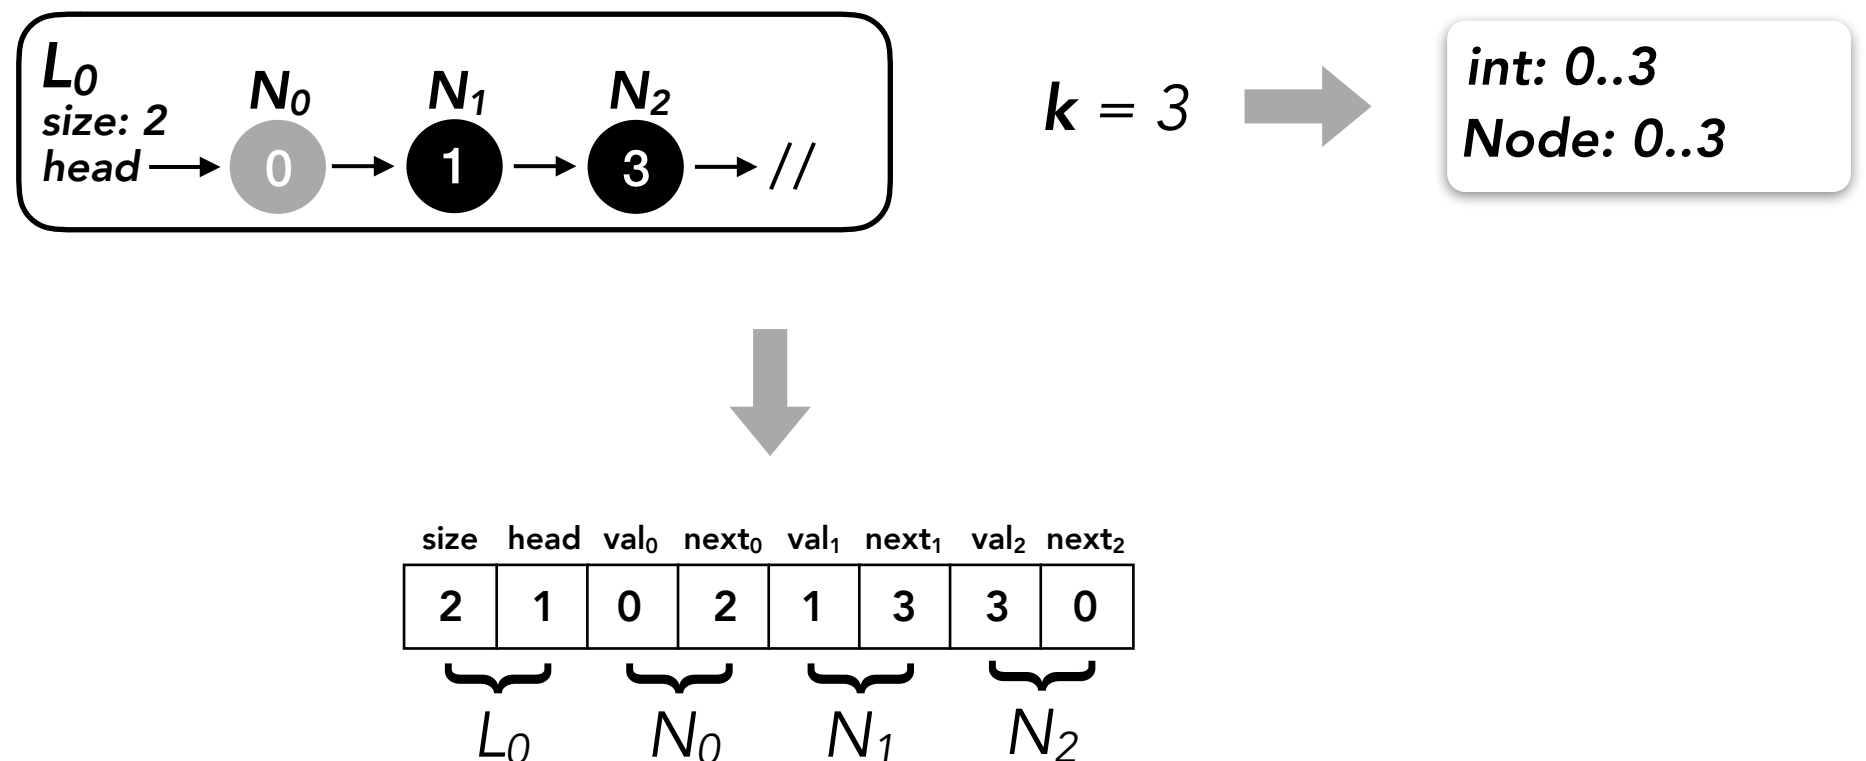 L₀
size: 2
head
N₀ N₁ N₂
0 1 3 //
k = 3
int: 0..3
Node: 0..3
size head val₀ next₀ val₁ next₁ val₂ next₂
2 1 0 2 1 3 3 0
L₀ N₀ N₁ N₂